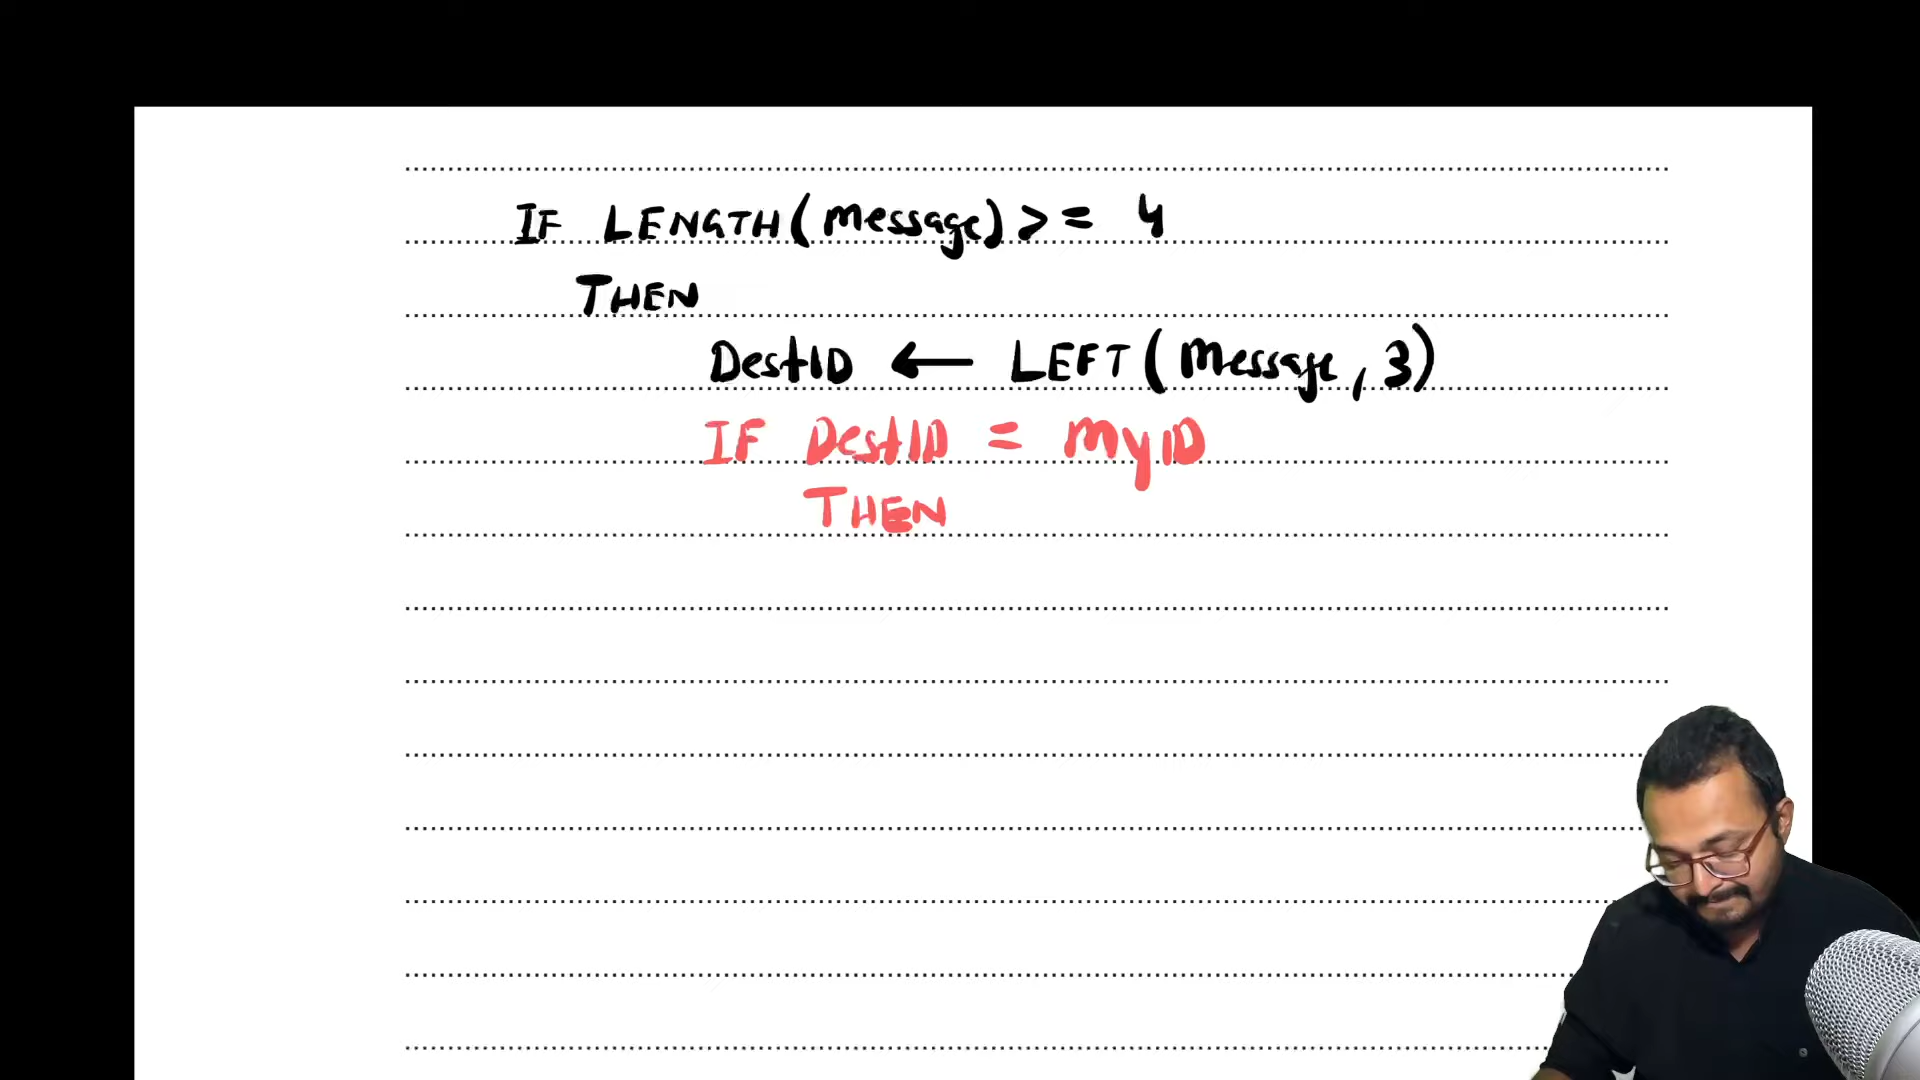 IF LENGTH(message) >= 4
THEN
DestID ← LEFT(Message, 3)
IF DestID = MyID
THEN